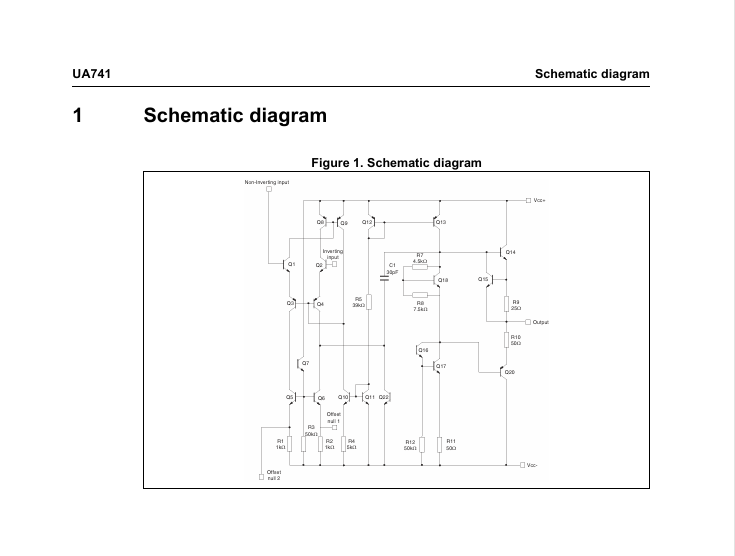 UA741
Schematic diagram
1 Schematic diagram
Figure 1. Schematic diagram
Non-Inverting input
Vcc+
Q8
Q9
Q12
Q13
Q14
Inverting
input
Q1
Q2
C1
30pF
R7
4.5kΩ
Q18
Q15
Q3
Q4
R5
39kΩ
R8
7.5kΩ
R9
25Ω
Output
R10
50Ω
Q7
Q16
Q17
Q20
Q5
Q6
Q10
Q11
Q22
Offset
null 1
R3
50kΩ
R1
1kΩ
R2
1kΩ
R4
5kΩ
R12
50kΩ
R11
50Ω
Vcc-
Offset
null 2